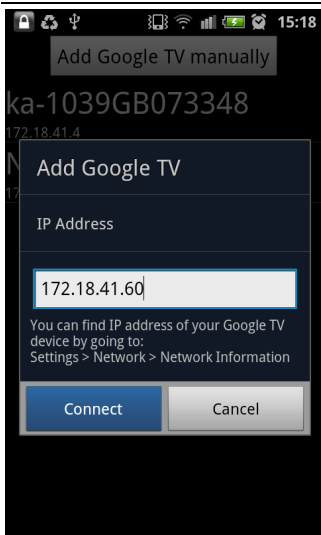 15:18
Add Google TV manually
ka-1039GB073348
172.18.41.4
N
17
Add Google TV
IP Address
172.18.41.60
You can find IP address of your Google TV
device by going to:
Settings > Network > Network Information
Connect Cancel